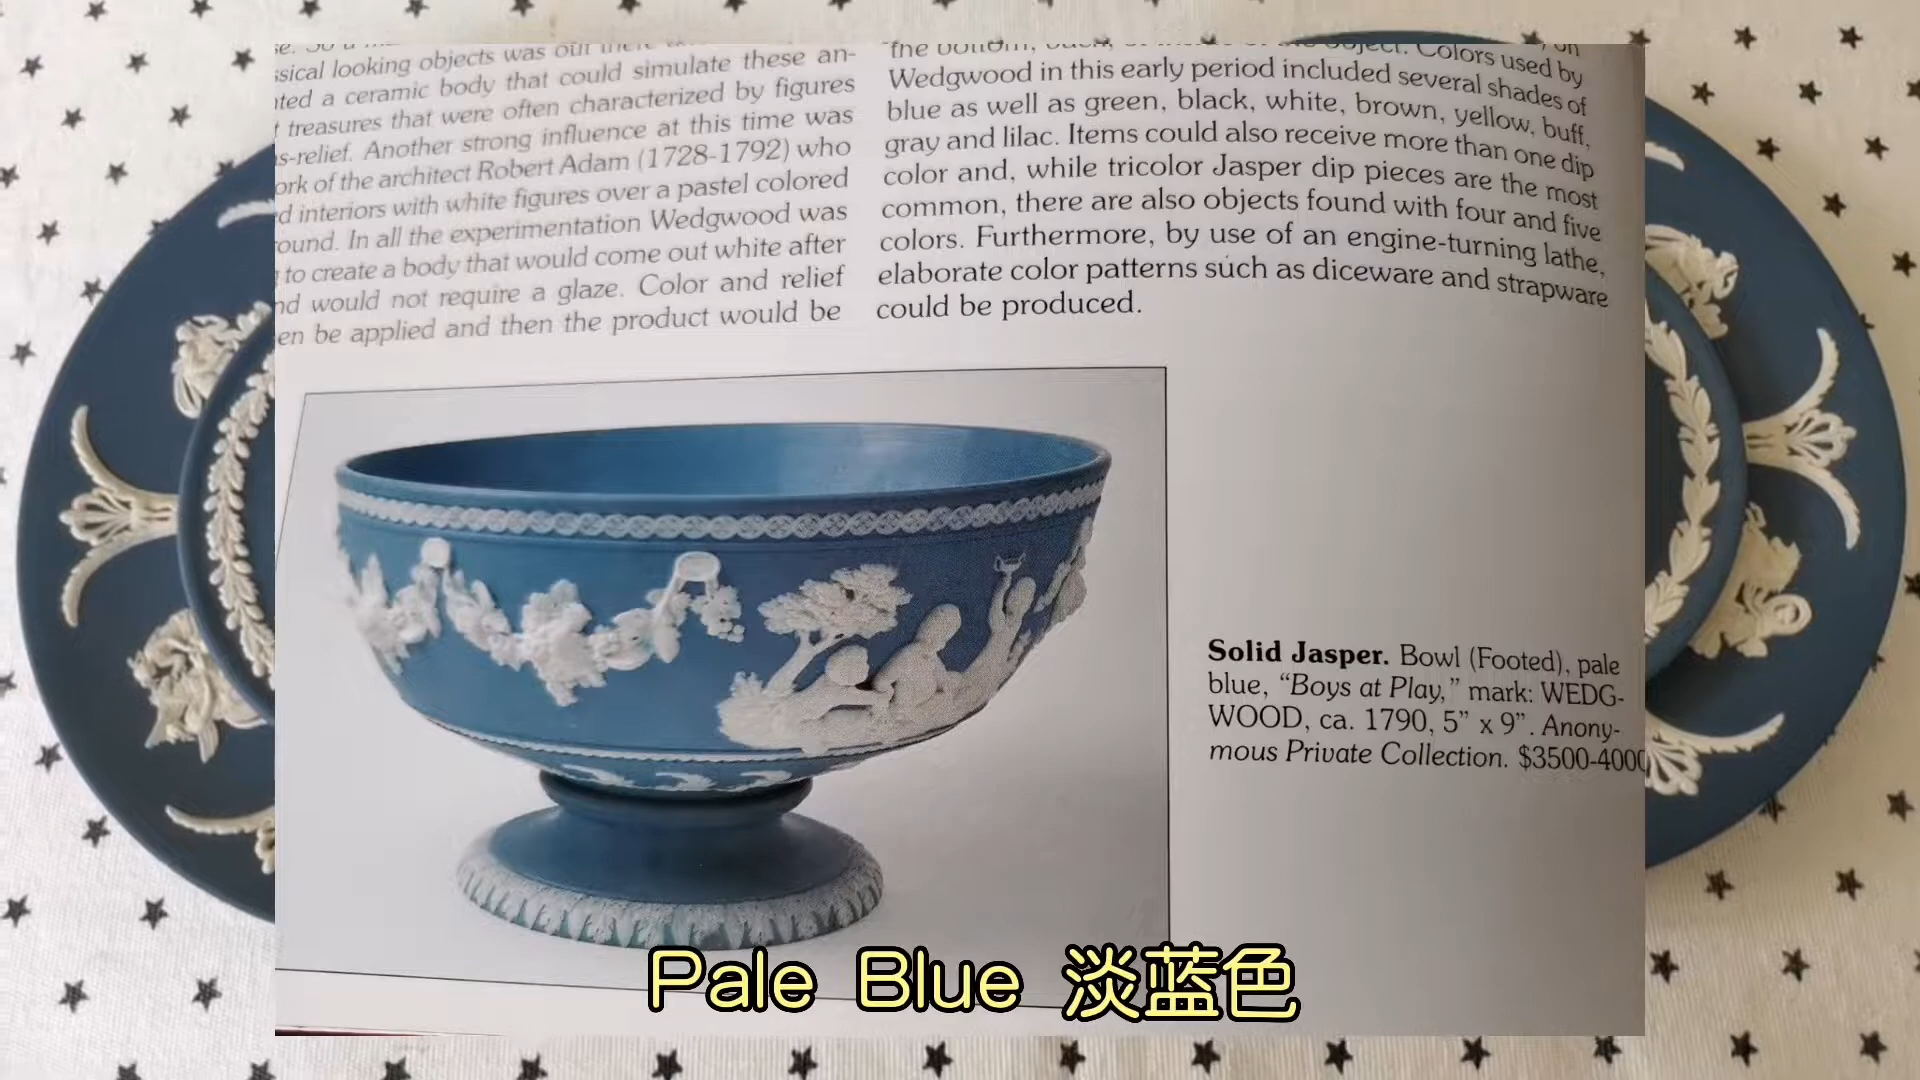 sical looking objects was out
ted a ceramic body that could simulate these an-
treasures that were often characterized by figures
s-relief. Another strong influence at this time was
ork of the architect Robert Adam (1728-1792) who
d interiors with white figures over a pastel colored
ound. In all the experimentation Wedgwood was
to create a body that would come out white after
nd would not require a glaze. Color and relief
en be applied and then the product would be
the bottom, object. Colors used by
Wedgwood in this early period included several shades of
blue as well as green, black, white, brown, yellow, buff,
gray and lilac. Items could also receive more than one dip
color and, while tricolor Jasper dip pieces are the most
common, there are also objects found with four and five
colors. Furthermore, by use of an engine-turning lathe,
elaborate color patterns such as diceware and strapware
could be produced.
Solid Jasper. Bowl (Footed), pale
blue, “Boys at Play,” mark: WEDG-
WOOD, ca. 1790, 5” x 9”. Anony-
mous Private Collection. $3500-4000
Pale Blue 淡蓝色